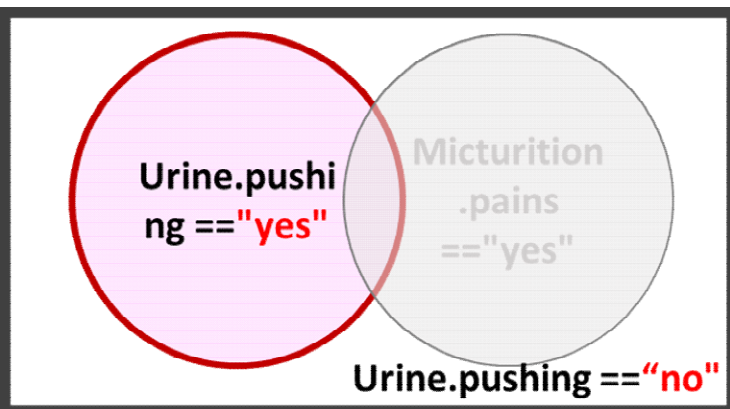 Urine.pushi
ng =="yes"
Micturition
.pains
=="yes"
Urine.pushing ==“no"